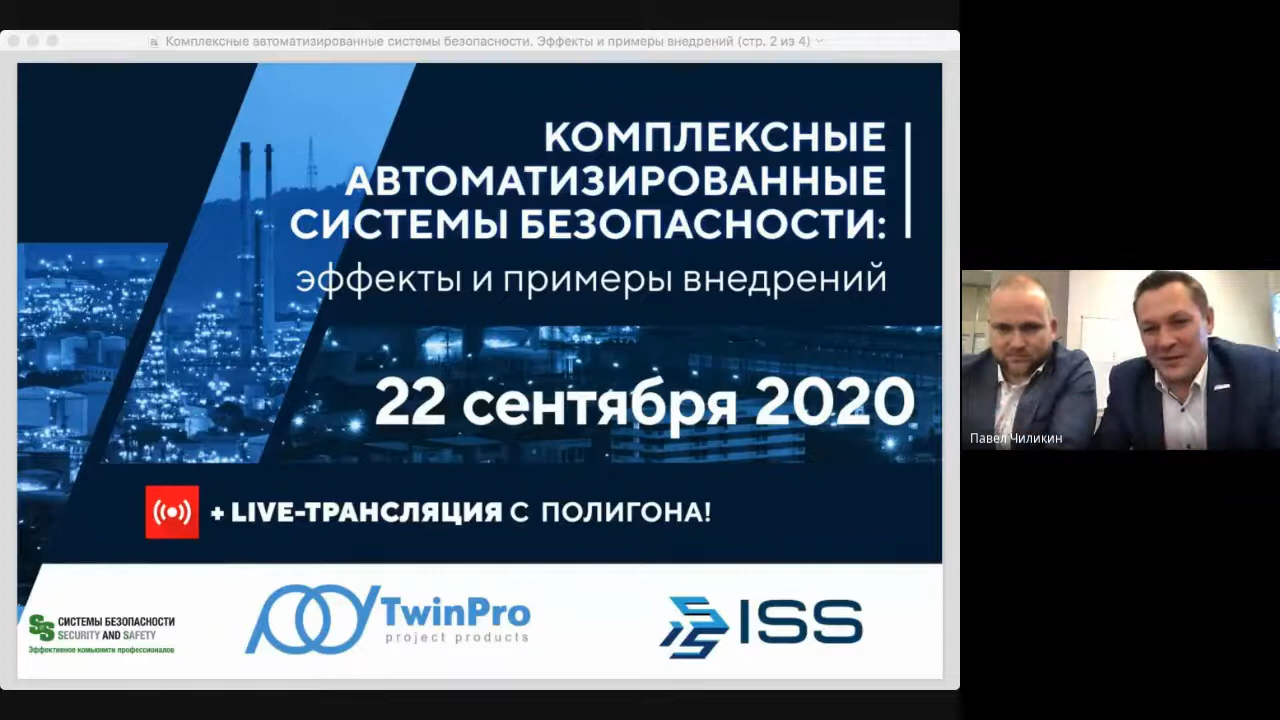 Комплексные автоматизированные системы безопасности. Эффекты и примеры внедрений (стр. 2 из 4)
КОМПЛЕКСНЫЕ
АВТОМАТИЗИРОВАННЫЕ
СИСТЕМЫ БЕЗОПАСНОСТИ:
эффекты и примеры внедрений
22 сентября 2020
+ LIVE-ТРАНСЛЯЦИЯ С ПОЛИГОНА!
СИСТЕМЫ БЕЗОПАСНОСТИ
SECURITY AND SAFETY
Эффективное комьюнити профессионалов
TwinPro
project products
ISS
Павел Чиликин